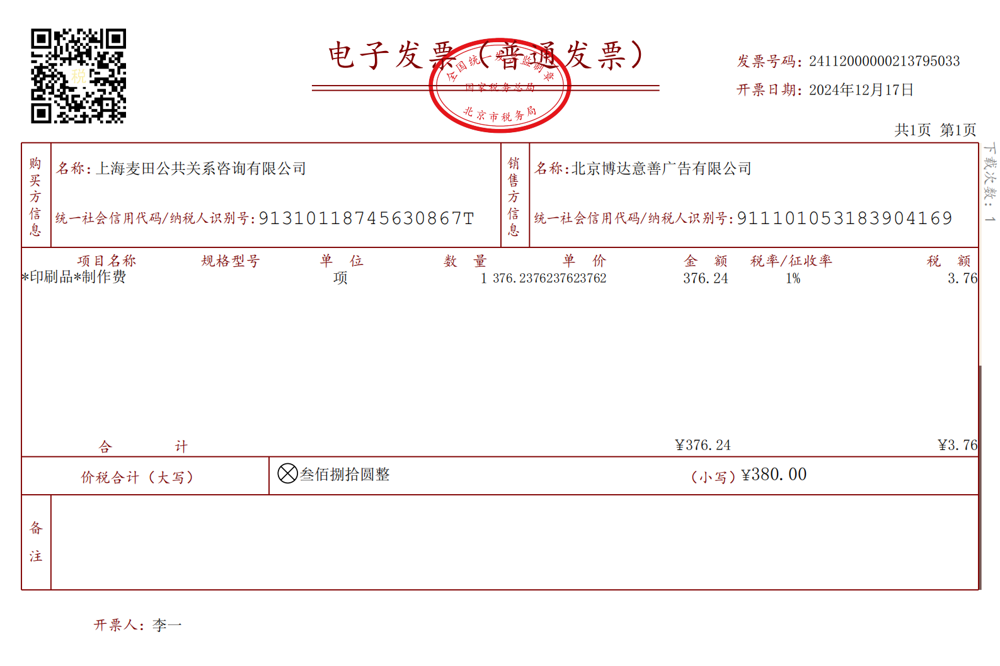 税
电子发票（普通发票）
全国统一发票监制章
国家税务总局
北京市税务局
发票号码：24112000000213795033
开票日期：2024年12月17日
共1页 第1页
下载次数：1
购买方信息
名称：上海麦田公共关系咨询有限公司
统一社会信用代码/纳税人识别号：91310118745630867T
销售方信息
名称：北京博达意善广告有限公司
统一社会信用代码/纳税人识别号：911101053183904169
项目名称 规格型号 单 位 数 量 单 价 金 额 税率/征收率 税 额
*印刷品*制作费 项 1 376.2376237623762 376.24 1% 3.76
合 计 ¥376.24 ¥3.76
价税合计（大写） ⊗叁佰捌拾圆整 （小写）¥380.00
备注
开票人：李一